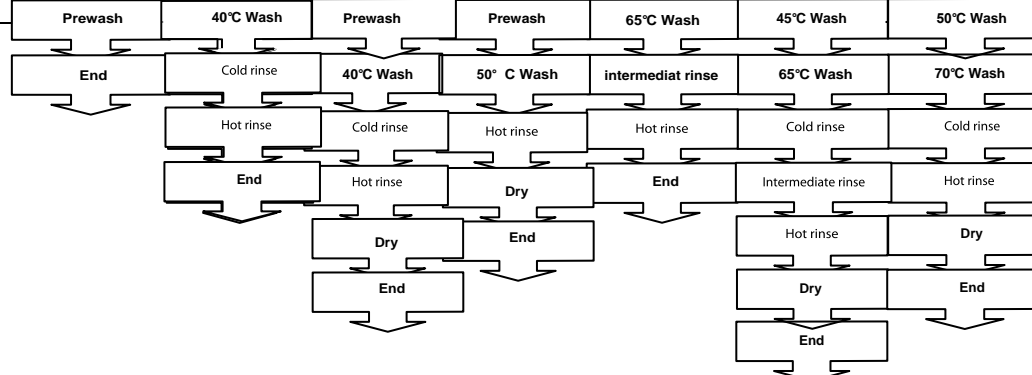 Prewash
End
40℃ Wash
Cold rinse
Hot rinse
End
Prewash
40℃ Wash
Cold rinse
Hot rinse
Dry
End
Prewash
50° C Wash
Hot rinse
Dry
End
65℃ Wash
intermediat rinse
Hot rinse
End
45℃ Wash
65℃ Wash
Cold rinse
Intermediate rinse
Hot rinse
Dry
End
50℃ Wash
70℃ Wash
Cold rinse
Hot rinse
Dry
End